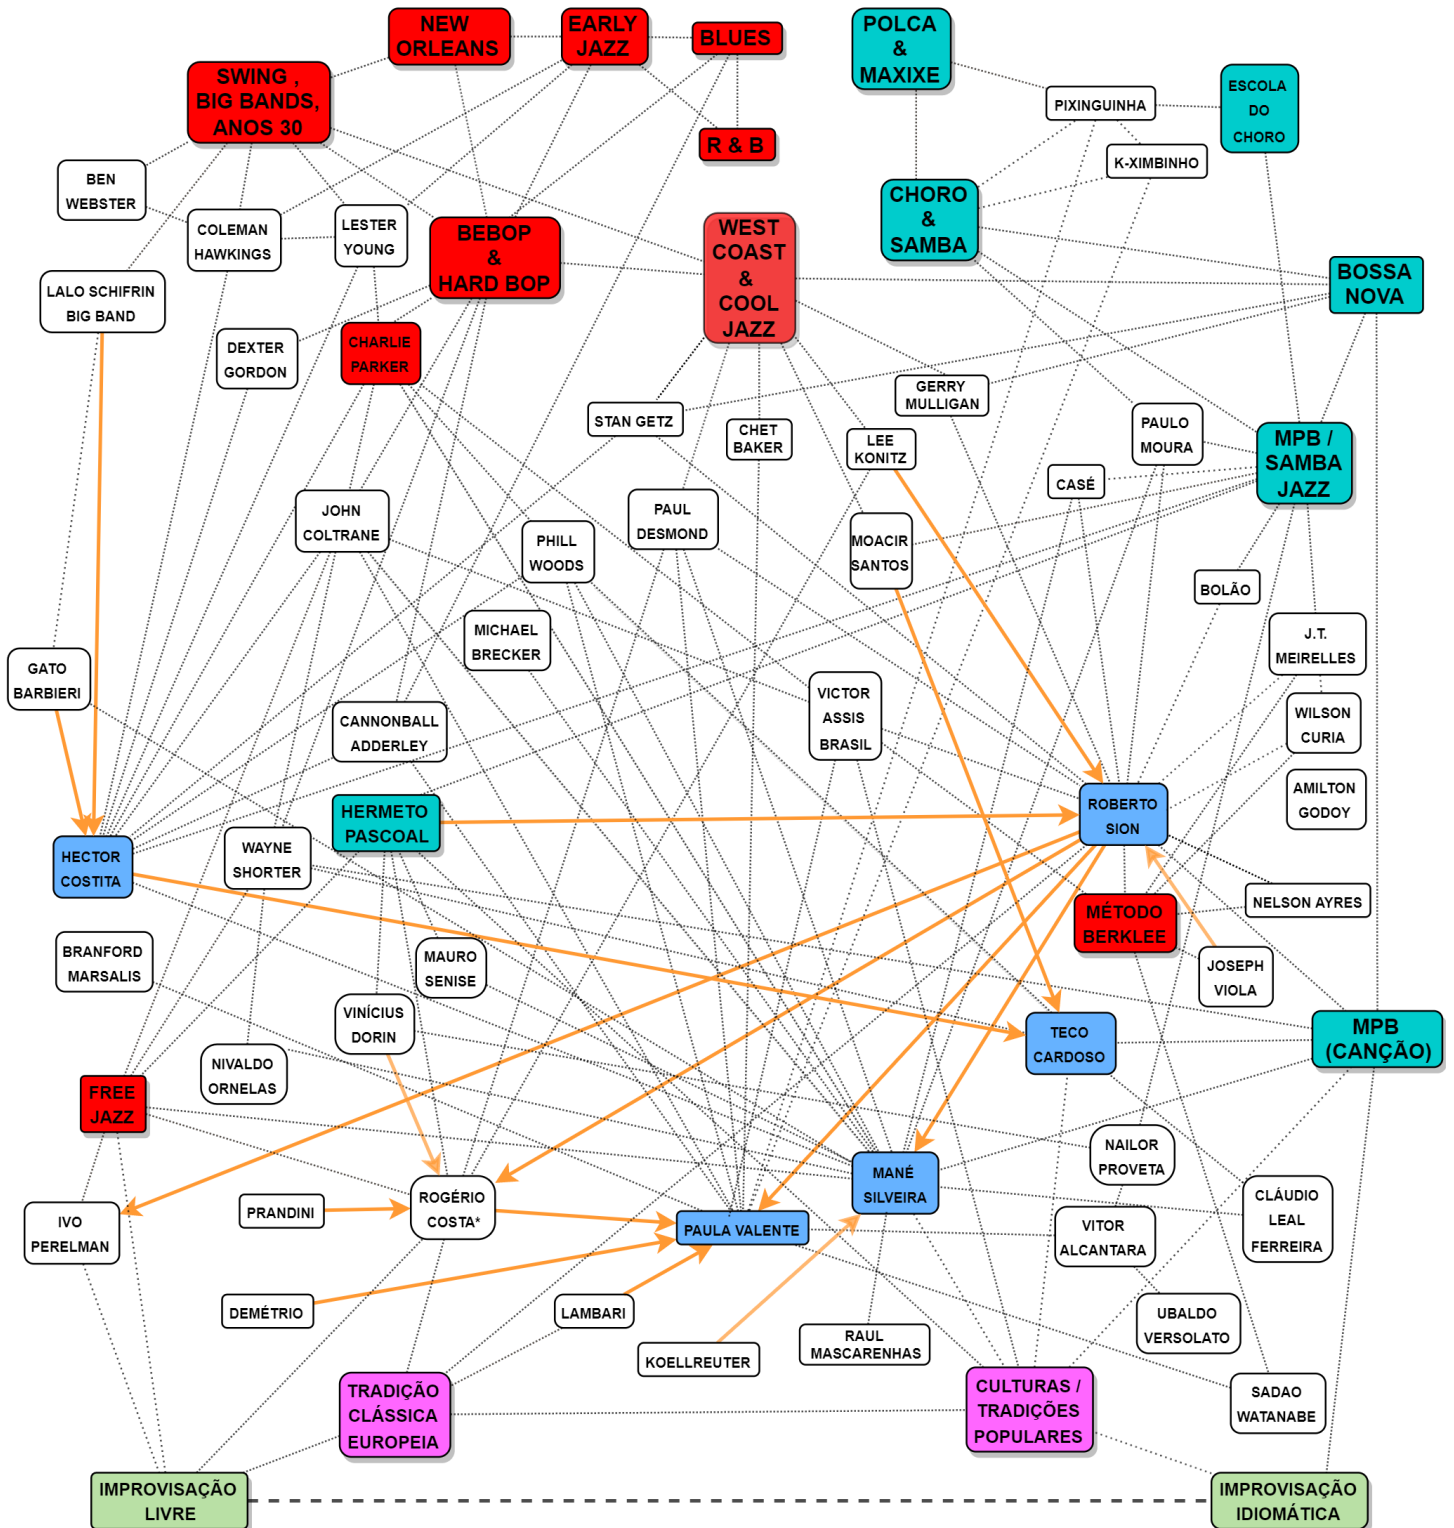 NEW
ORLEANS
EARLY
JAZZ
BLUES
POLCA
&
MAXIXE
SWING ,
BIG BANDS,
ANOS 30
PIXINGUINHA
ESCOLA
DO
CHORO
R & B
K-XIMBINHO
BEN
WEBSTER
COLEMAN
HAWKINGS
LESTER
YOUNG
BEBOP
&
HARD BOP
WEST
COAST
&
COOL
JAZZ
CHORO
&
SAMBA
BOSSA
NOVA
LALO SCHIFRIN
BIG BAND
DEXTER
GORDON
CHARLIE
PARKER
STAN GETZ
CHET
BAKER
GERRY
MULLIGAN
LEE
KONITZ
PAULO
MOURA
MPB /
SAMBA
JAZZ
CASÉ
JOHN
COLTRANE
PHILL
WOODS
PAUL
DESMOND
MOACIR
SANTOS
BOLÃO
MICHAEL
BRECKER
J.T.
MEIRELLES
GATO
BARBIERI
CANNONBALL
ADDERLEY
VICTOR
ASSIS
BRASIL
WILSON
CURIA
AMILTON
GODOY
HERMETO
PASCOAL
ROBERTO
SION
HECTOR
COSTITA
WAYNE
SHORTER
MÉTODO
BERKLEE
NELSON AYRES
BRANFORD
MARSALIS
MAURO
SENISE
JOSEPH
VIOLA
VINÍCIUS
DORIN
TECO
CARDOSO
MPB
(CANÇÃO)
NIVALDO
ORNELAS
FREE
JAZZ
NAILOR
PROVETA
IVO
PERELMAN
PRANDINI
ROGÉRIO
COSTA*
PAULA VALENTE
MANÉ
SILVEIRA
VITOR
ALCANTARA
CLÁUDIO
LEAL
FERREIRA
DEMÉTRIO
LAMBARI
KOELLREUTER
RAUL
MASCARENHAS
UBALDO
VERSOLATO
TRADIÇÃO
CLÁSSICA
EUROPEIA
CULTURAS /
TRADIÇÕES
POPULARES
SADAO
WATANABE
IMPROVISAÇÃO
LIVRE
IMPROVISAÇÃO
IDIOMÁTICA